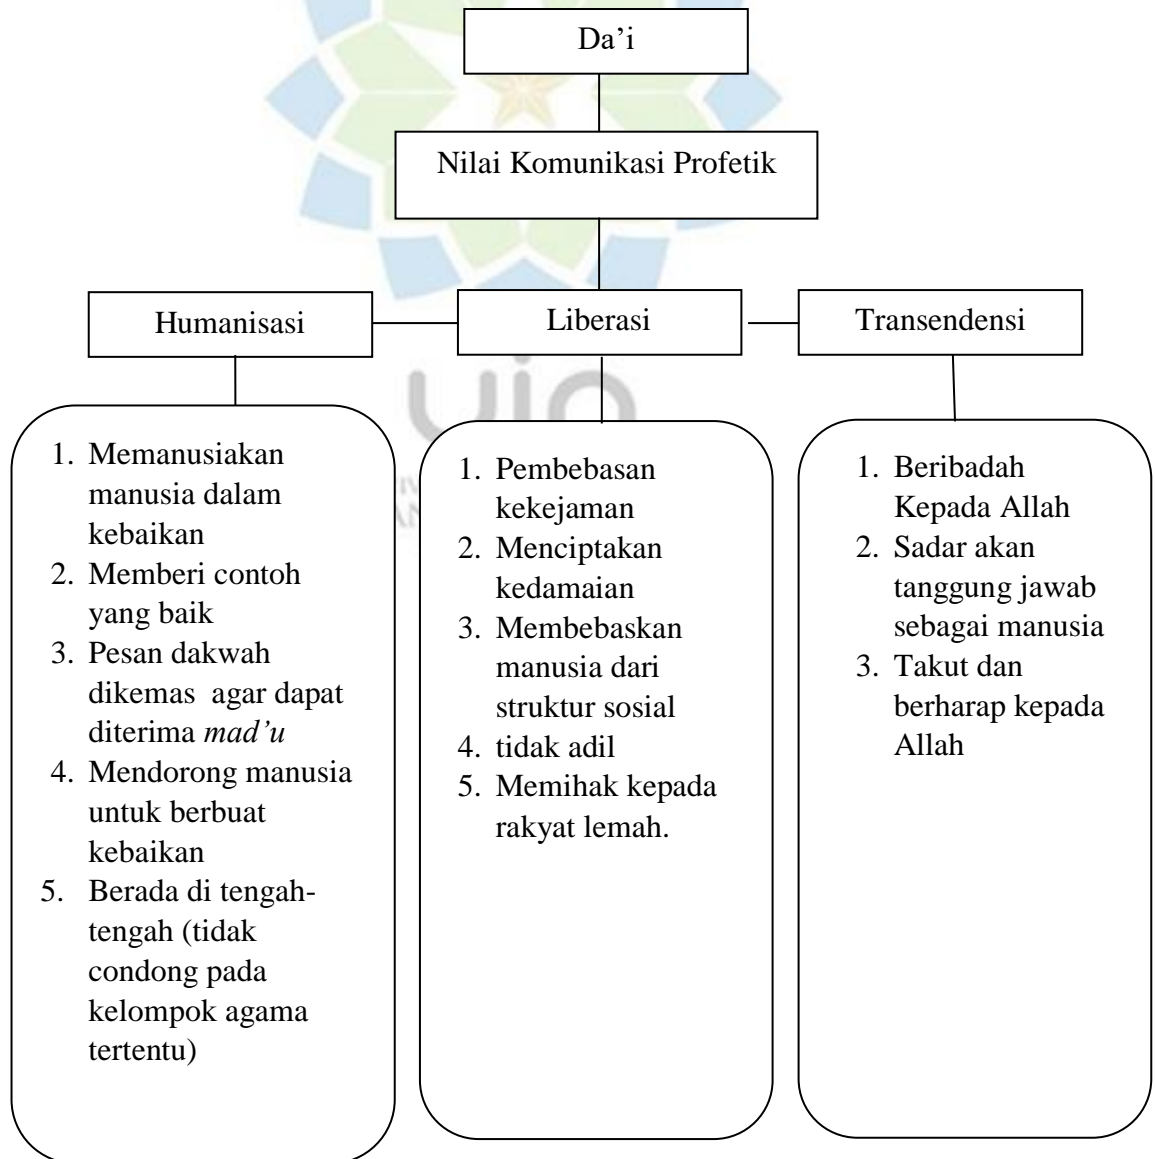 Da’i
Nilai Komunikasi Profetik
Humanisasi
Liberasi
Transendensi
1. Memanusiakan
manusia dalam
kebaikan
2. Memberi contoh
yang baik
3. Pesan dakwah
dikemas agar dapat
diterima mad’u
4. Mendorong manusia
untuk berbuat
kebaikan
5. Berada di tengah-
tengah (tidak
condong pada
kelompok agama
tertentu)
1. Pembebasan
kekejaman
2. Menciptakan
kedamaian
3. Membebaskan
manusia dari
struktur sosial
4. tidak adil
5. Memihak kepada
rakyat lemah.
1. Beribadah
Kepada Allah
2. Sadar akan
tanggung jawab
sebagai manusia
3. Takut dan
berharap kepada
Allah
uin